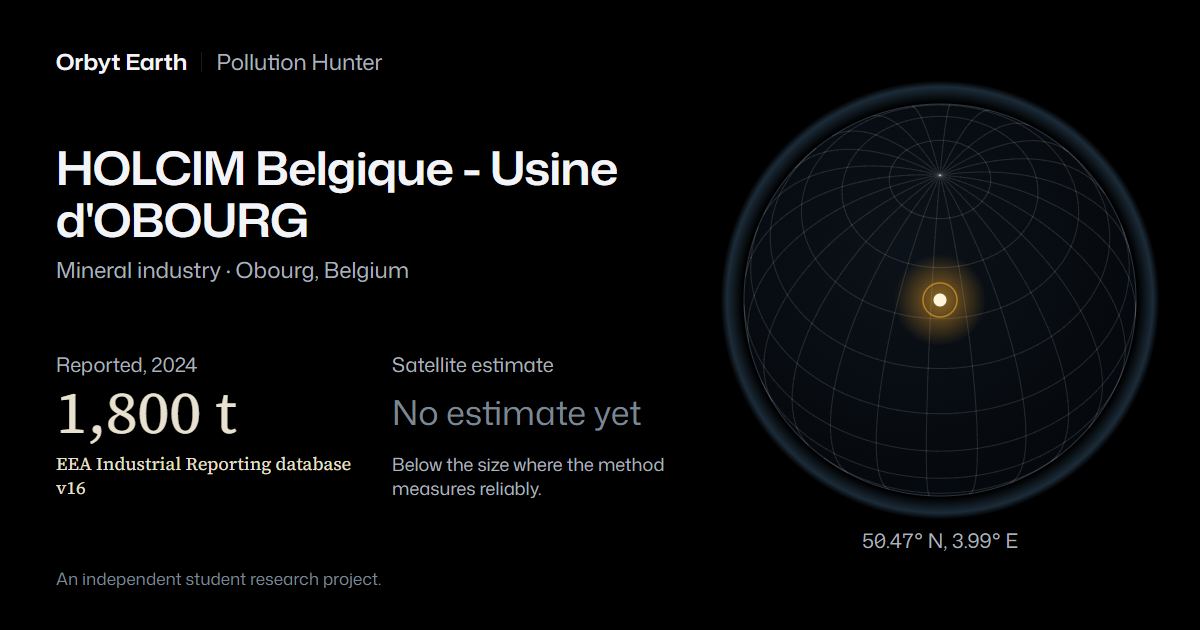 Orbyt Earth | Pollution Hunter
HOLCIM Belgique - Usine
d'OBOURG
Mineral industry · Obourg, Belgium
Reported, 2024
1,800 t
EEA Industrial Reporting database
v16
Satellite estimate
No estimate yet
Below the size where the method
measures reliably.
50.47° N, 3.99° E
An independent student research project.